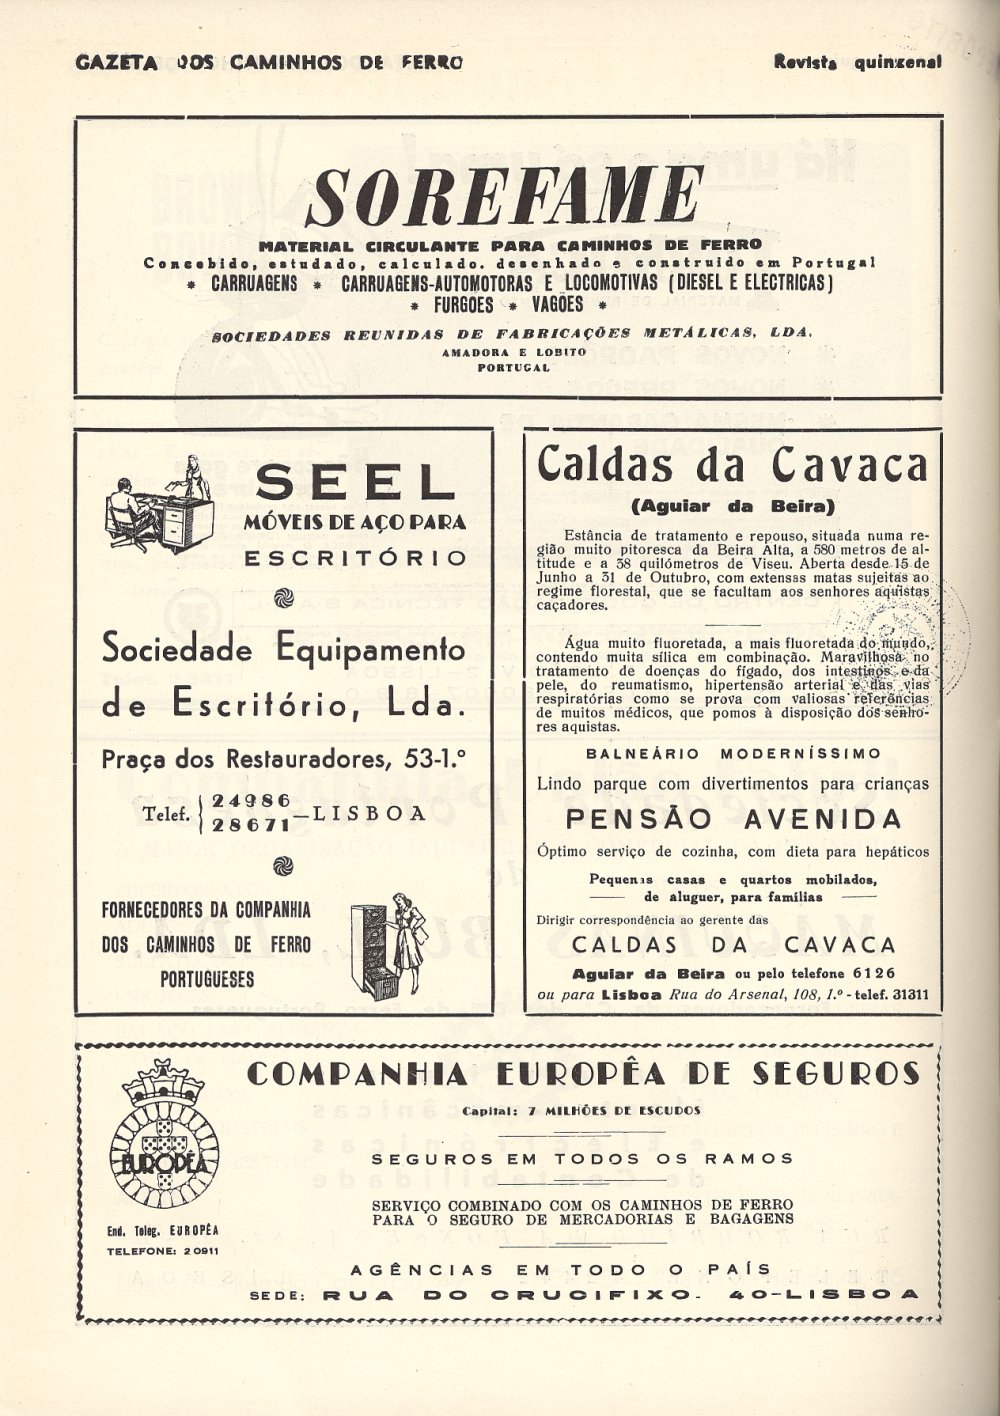 GAZETA DOS CAMINHOS DE FERRO
Revista quinzenal
SOREFAME
MATERIAL CIRCULANTE PARA CAMINHOS DE FERRO
Concebido, estudado, calculado. desenhado e construido em Portugal
* CARRUAGENS * CARRUAGENS-AUTOMOTORAS E LOCOMOTIVAS (DIESEL E ELECTRICAS)
* FURGOES * VAGÕES *
SOCIEDADES REUNIDAS DE FABRICAÇÕES METÁLICAS, LDA.
AMADORA E LOBITO
PORTUGAL
SEEL
MÓVEIS DE AÇO PARA
ESCRITÓRIO
Sociedade Equipamento
de Escritório, Lda.
Praça dos Restauradores, 53-1.º
Telef. { 24986
28671 —LISBOA
FORNECEDORES DA COMPANHIA
DOS CAMINHOS DE FERRO
PORTUGUESES
Caldas da Cavaca
(Aguiar da Beira)
Estância de tratamento e repouso, situada numa re-
gião muito pitoresca da Beira Alta, a 580 metros de al-
titude e a 38 quilómetros de Viseu. Aberta desde 15 de
Junho a 31 de Outubro, com extensas matas sujeitas ao
regime florestal, que se facultam aos senhores aquistas
caçadores.
Água muito fluoretada, a mais fluoretada do mundo,
contendo muita sílica em combinação. Maravilhosa no
tratamento de doenças do fígado, dos intestinos e da
pele, do reumatismo, hipertensão arterial e das vias
respiratórias como se prova com valiosas referências
de muitos médicos, que pomos à disposição dos senho-
res aquistas.
BALNEÁRIO MODERNÍSSIMO
Lindo parque com divertimentos para crianças
PENSÃO AVENIDA
Óptimo serviço de cozinha, com dieta para hepáticos
Pequenas casas e quartos mobilados,
de aluguer, para famílias
Dirigir correspondência ao gerente das
CALDAS DA CAVACA
Aguiar da Beira ou pelo telefone 6126
ou para Lisboa Rua do Arsenal, 108, 1.º - telef. 31311
EUROPÊA
End. Teleg. EUROPÊA
TELEFONE: 20911
COMPANHIA EUROPÊA DE SEGUROS
Capital: 7 MILHÕES DE ESCUDOS
SEGUROS EM TODOS OS RAMOS
SERVIÇO COMBINADO COM OS CAMINHOS DE FERRO
PARA O SEGURO DE MERCADORIAS E BAGAGENS
AGÊNCIAS EM TODO O PAÍS
SEDE: RUA DO CRUCIFIXO. 40-LISBOA